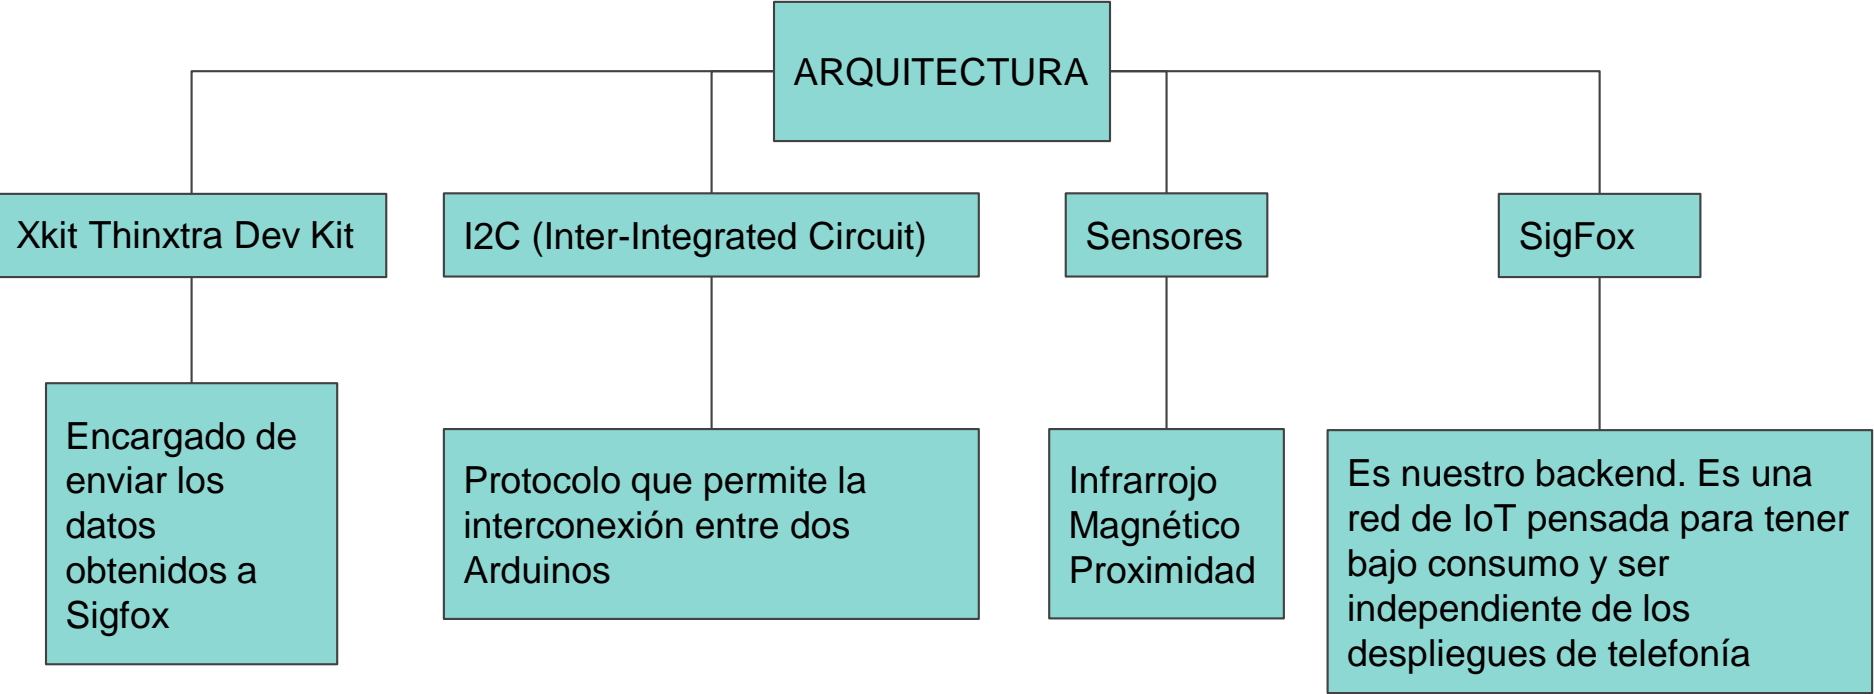 ARQUITECTURA
Xkit Thinxtra Dev Kit
I2C (Inter-Integrated Circuit)
Sensores
SigFox
Encargado de
enviar los
datos
obtenidos a
Sigfox
Protocolo que permite la
interconexión entre dos
Arduinos
Infrarrojo
Magnético
Proximidad
Es nuestro backend. Es una
red de IoT pensada para tener
bajo consumo y ser
independiente de los
despliegues de telefonía